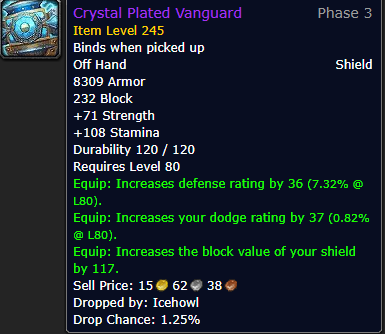 Crystal Plated Vanguard Phase 3
Item Level 245
Binds when picked up
Off Hand Shield
8309 Armor
232 Block
+71 Strength
+108 Stamina
Durability 120 / 120
Requires Level 80
Equip: Increases defense rating by 36 (7.32% @
L80).
Equip: Increases your dodge rating by 37 (0.82%
@ L80).
Equip: Increases the block value of your shield
by 117.
Sell Price: 15 62 38
Dropped by: Icehowl
Drop Chance: 1.25%